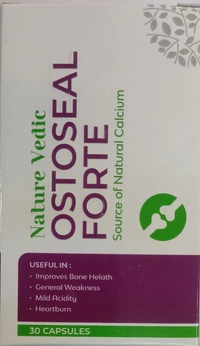 Nature Vedic
OSTOSEAL
FORTE
Source of Natural Calcium
USEFUL IN :
• Improves Bone Helath
• General Weakness
• Mild Acidity
• Heartburn
30 CAPSULES